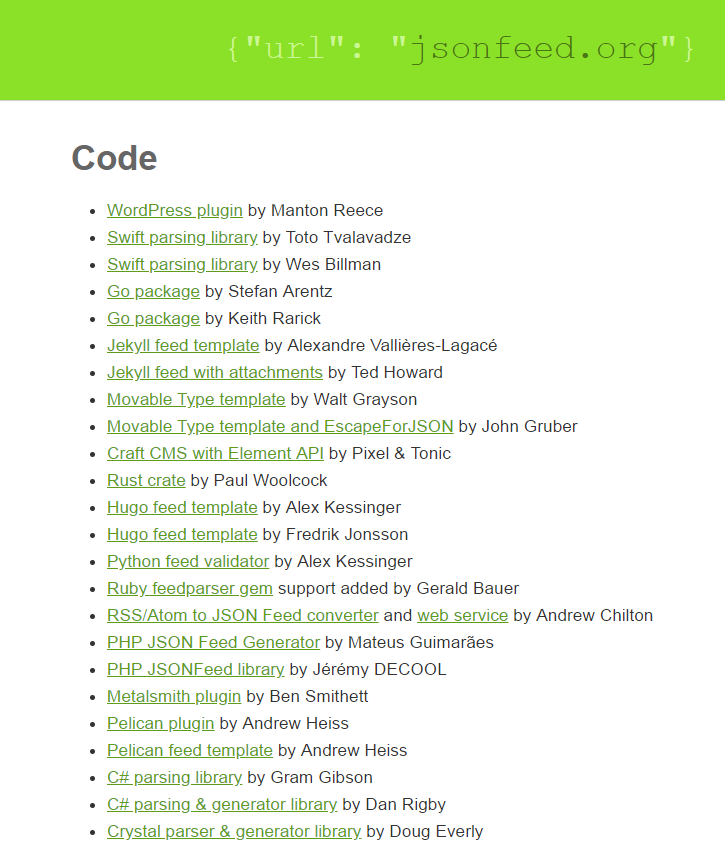 {"url": "jsonfeed.org"}
Code
WordPress plugin by Manton Reece
Swift parsing library by Toto Tvalavadze
Swift parsing library by Wes Billman
Go package by Stefan Arentz
Go package by Keith Rarick
Jekyll feed template by Alexandre Vallières-Lagacé
Jekyll feed with attachments by Ted Howard
Movable Type template by Walt Grayson
Movable Type template and EscapeForJSON by John Gruber
Craft CMS with Element API by Pixel & Tonic
Rust crate by Paul Woolcock
Hugo feed template by Alex Kessinger
Hugo feed template by Fredrik Jonsson
Python feed validator by Alex Kessinger
Ruby feedparser gem support added by Gerald Bauer
RSS/Atom to JSON Feed converter and web service by Andrew Chilton
PHP JSON Feed Generator by Mateus Guimarães
PHP JSONFeed library by Jérémy DECOOL
Metalsmith plugin by Ben Smithett
Pelican plugin by Andrew Heiss
Pelican feed template by Andrew Heiss
C# parsing library by Gram Gibson
C# parsing & generator library by Dan Rigby
Crystal parser & generator library by Doug Everly